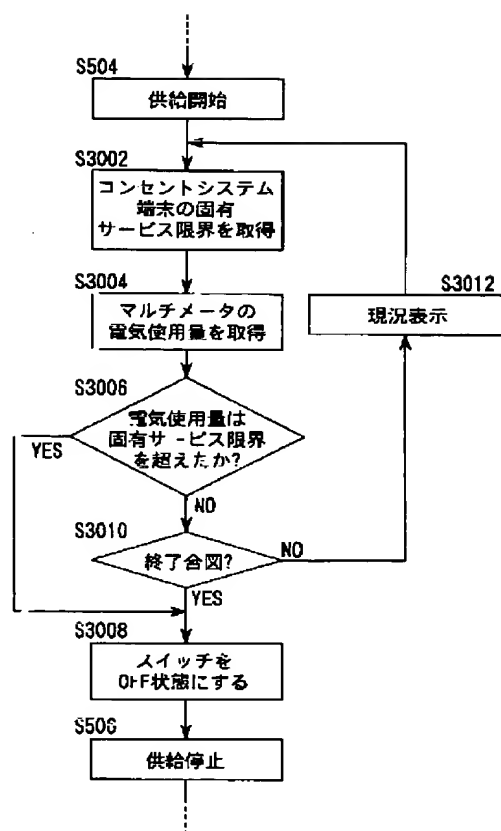 S504
供給開始
S3002
コンセントシステム
端末の固有
サービス限界を取得
S3004
マルチメータの
電気使用量を取得
S3012
現況表示
S3006
電気使用量は
固有サービス限界
を超えたか?
YES
NO
S3010
終了合図?
NO
YES
S3008
スイッチを
OFF状態にする
S506
供給停止